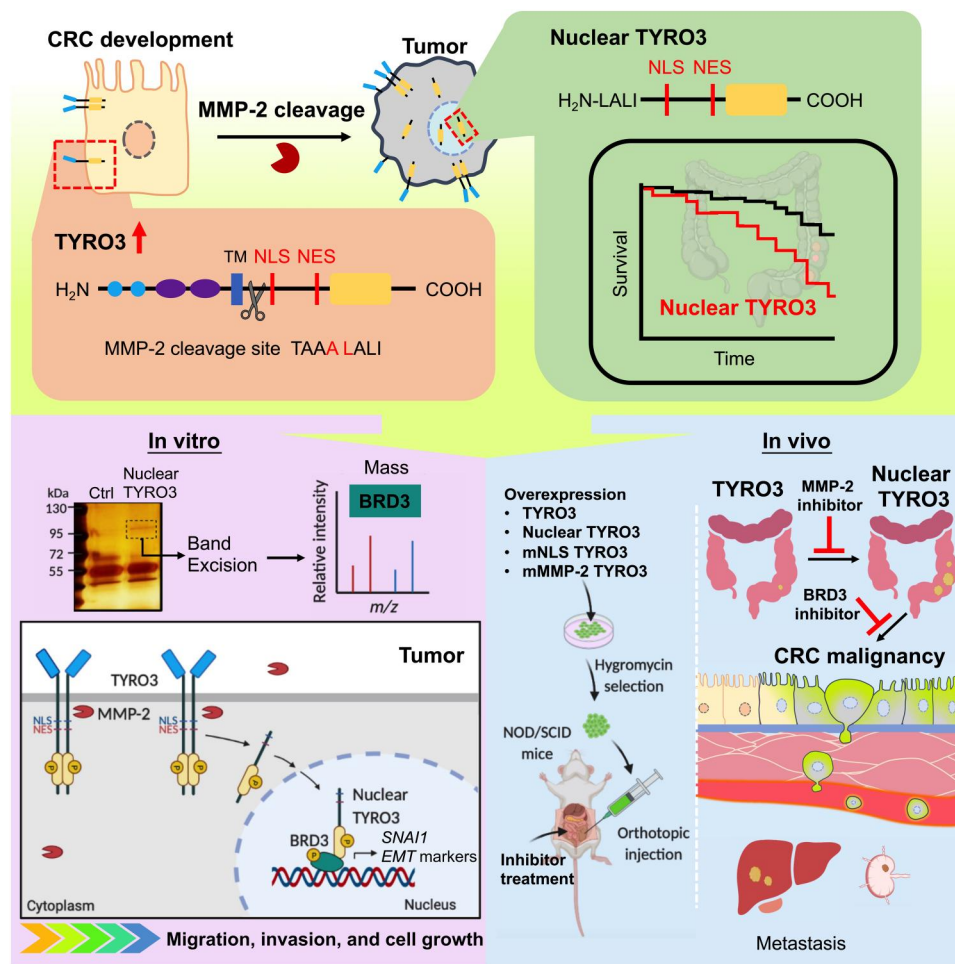 CRC development
Tumor
MMP-2 cleavage
TYRO3
TM NLS NES
H₂N
COOH
MMP-2 cleavage site TAAA LALI
Nuclear TYRO3
NLS NES
H₂N-LALI
COOH
Survival
Nuclear TYRO3
Time
In vitro
kDa
Ctrl
Nuclear
TYRO3
130
95
72
55
Band
Excision
Mass
BRD3
Relative intensity
m/z
Tumor
TYRO3
MMP-2
NLS
NES
P
P
P
P
P
Nuclear
TYRO3
BRD3
P
P
SNAI1
EMT markers
Cytoplasm
Nucleus
Migration, invasion, and cell growth
In vivo
Overexpression
• TYRO3
• Nuclear TYRO3
• mNLS TYRO3
• mMMP-2 TYRO3
Hygromycin
selection
NOD/SCID
mice
Orthotopic
injection
Inhibitor
treatment
TYRO3
MMP-2
inhibitor
Nuclear
TYRO3
BRD3
inhibitor
CRC malignancy
Metastasis